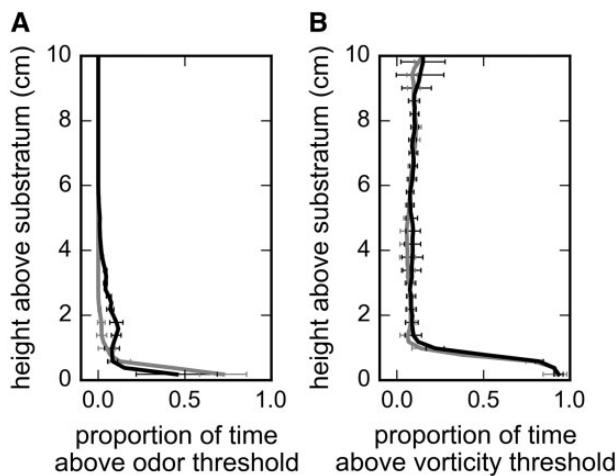 A
B
10
8
6
4
2
0
height above substratum (cm)
0.0
0.5
1.0
proportion of time
above odor threshold
10
8
6
4
2
0
height above substratum (cm)
0.0
0.5
1.0
proportion of time
above vorticity threshold